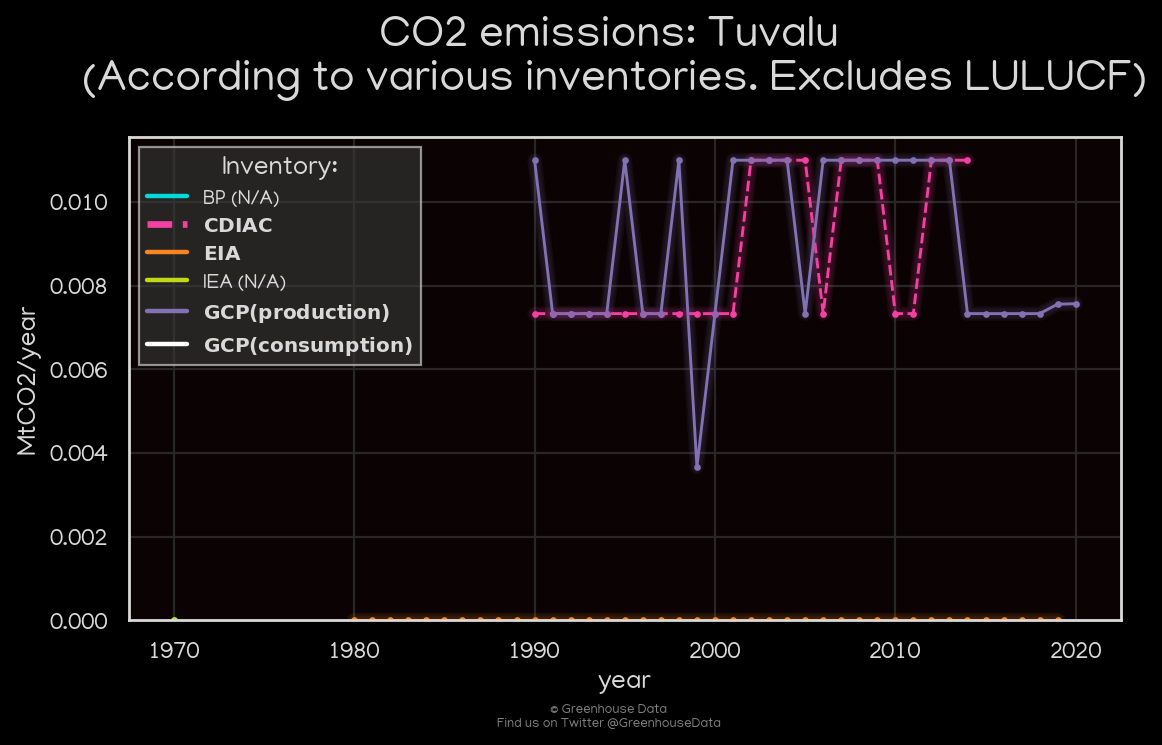 CO2 emissions: Tuvalu
(According to various inventories. Excludes LULUCF)
Inventory:
BP (N/A)
CDIAC
EIA
IEA (N/A)
GCP(production)
GCP(consumption)
MtCO2/year
0.010
0.008
0.006
0.004
0.002
0.000
1970 1980 1990 2000 2010 2020
year
© Greenhouse Data
Find us on Twitter @GreenhouseData